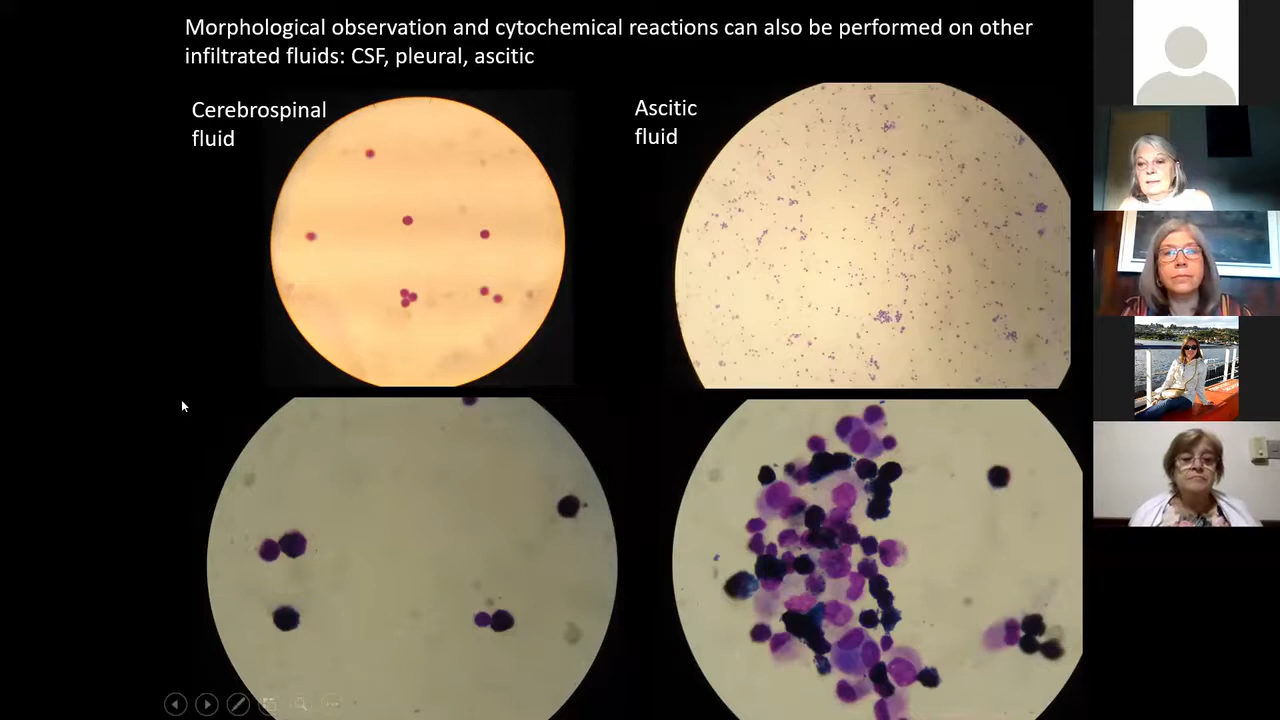 Morphological observation and cytochemical reactions can also be performed on other
infiltrated fluids: CSF, pleural, ascitic
Cerebrospinal
fluid
Ascitic
fluid